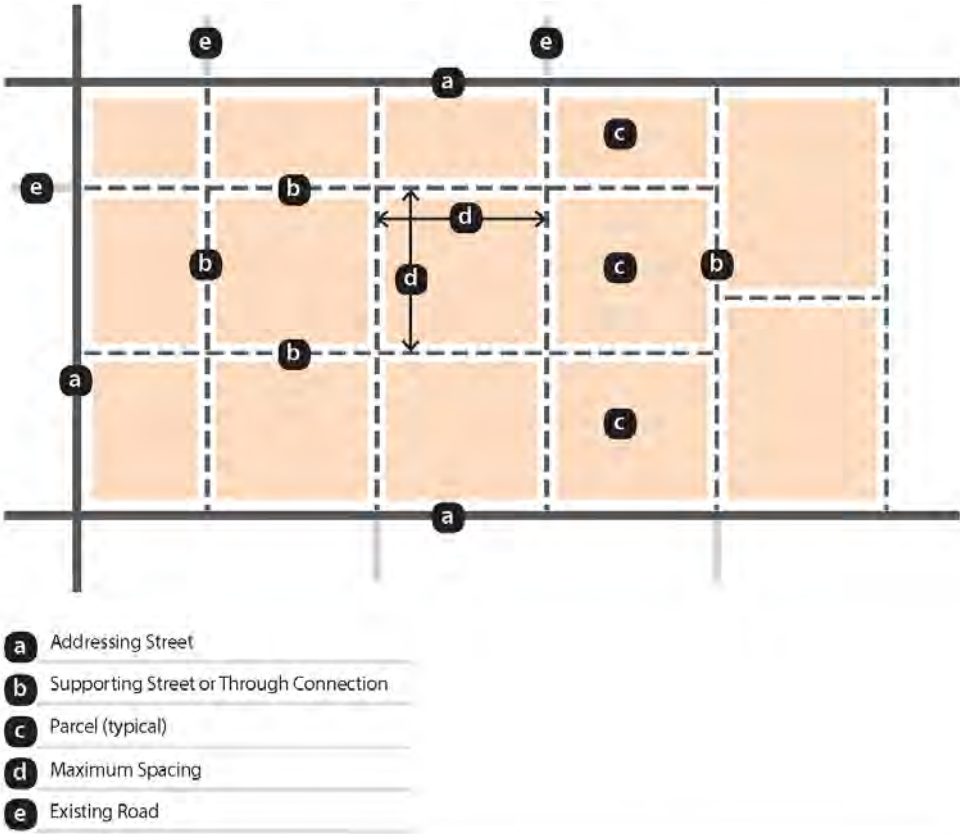 e e
a
c
e b
d
b c b
d
b
a
c
a
a Addressing Street
b Supporting Street or Through Connection
c Parcel (typical)
d Maximum Spacing
e Existing Road